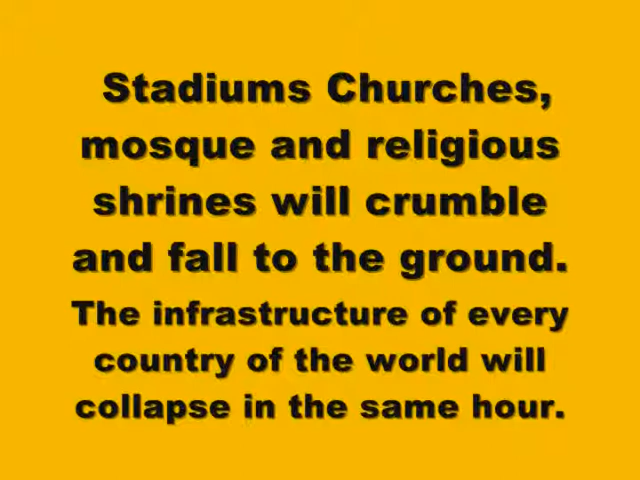 Stadiums Churches,
mosque and religious
shrines will crumble
and fall to the ground.
The infrastructure of every
country of the world will
collapse in the same hour.